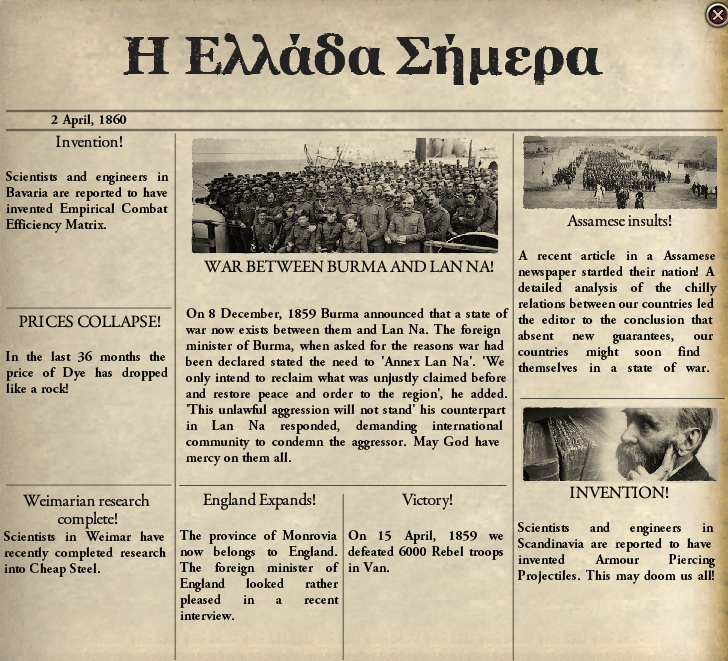 Η Ελλάδα Σήμερα
2 April, 1860
Invention!
Scientists and engineers in
Bavaria are reported to have
invented Empirical Combat
Efficiency Matrix.
PRICES COLLAPSE!
In the last 36 months the
price of Dye has dropped
like a rock!
Weimarian research
complete!
Scientists in Weimar have
recently completed research
into Cheap Steel.
WAR BETWEEN BURMA AND LAN NA!
On 8 December, 1859 Burma announced that a state of
war now exists between them and Lan Na. The foreign
minister of Burma, when asked for the reasons war had
been declared stated the need to 'Annex Lan Na'. 'We
only intend to reclaim what was unjustly claimed before
and restore peace and order to the region', he added.
'This unlawful aggression will not stand' his counterpart
in Lan Na responded, demanding international
community to condemn the aggressor. May God have
mercy on them all.
England Expands!
The province of Monrovia
now belongs to England.
The foreign minister of
England looked rather
pleased in a recent
interview.
Victory!
On 15 April, 1859 we
defeated 6000 Rebel troops
in Van.
Assamese insults!
A recent article in a Assamese
newspaper startled their nation! A
detailed analysis of the chilly
relations between our countries led
the editor to the conclusion that
absent new guarantees, our
countries might soon find
themselves in a state of war.
INVENTION!
Scientists and engineers in
Scandinavia are reported to have
invented Armour Piercing
Projectiles. This may doom us all!